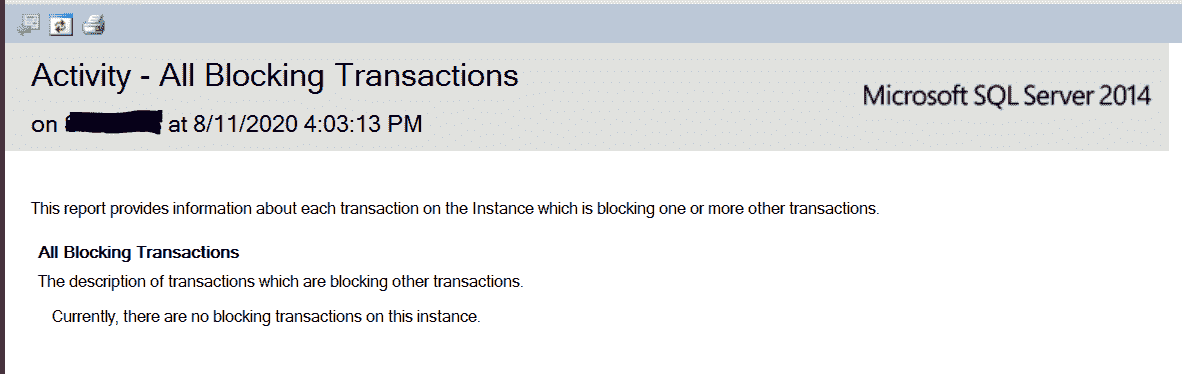 Activity - All Blocking Transactions
Microsoft SQL Server 2014
on at 8/11/2020 4:03:13 PM
This report provides information about each transaction on the Instance which is blocking one or more other transactions.
All Blocking Transactions
The description of transactions which are blocking other transactions.
Currently, there are no blocking transactions on this instance.